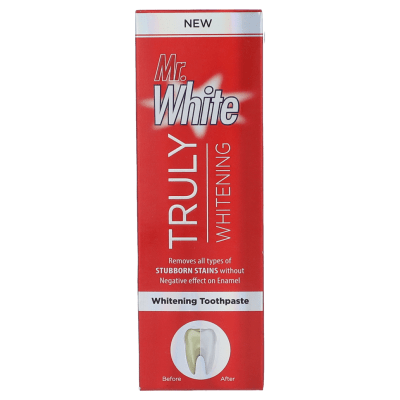 NEW
Mr.
White
TRULY
WHITENING
Removes all types of
STUBBORN STAINS without
Negative effect on Enamel
Whitening Toothpaste
Before
After